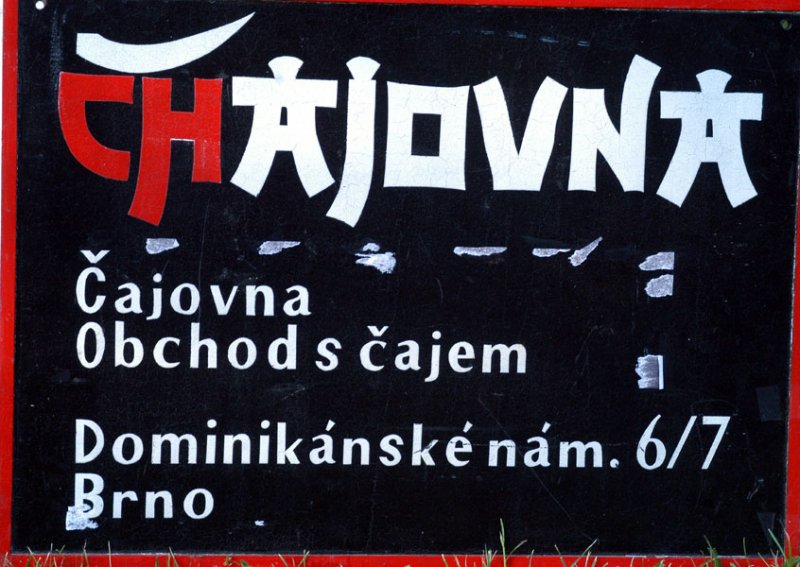 ČHAJOVNA
Čajovna
Obchod s čajem
Dominikánské nám. 6/7
Brno